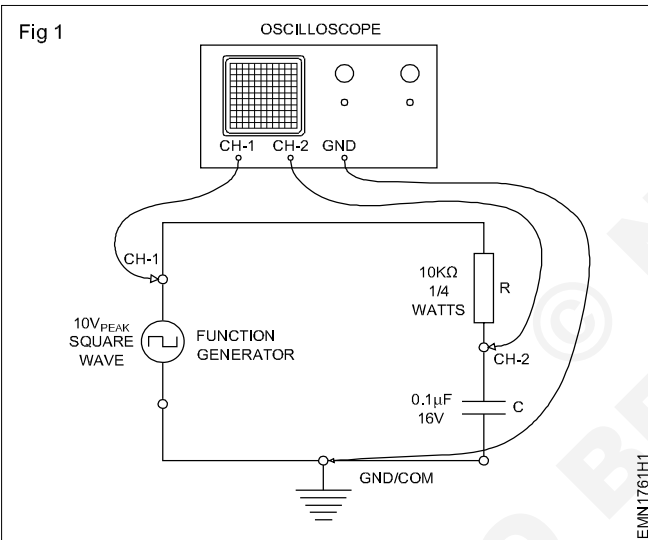 Fig 1
OSCILLOSCOPE
CH-1 CH-2 GND
CH-1
10KΩ
1/4
WATTS
R
10V_PEAK
SQUARE
WAVE
FUNCTION
GENERATOR
CH-2
0.1µF
16V
C
GND/COM
EMN1761H1